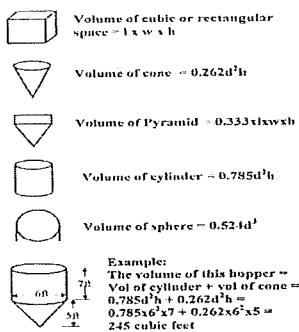 Volume of cubic or rectangular
space = l x w x h
Volume of cone = 0.262d²h
Volume of Pyramid = 0.333xlxwxh
Volume of cylinder = 0.785d²h
Volume of sphere = 0.524d³
Example:
The volume of this hopper =
Vol of cylinder + vol of cone =
0.785d²h + 0.262d²h =
0.785x6²x7 + 0.262x6²x5 =
245 cubic feet
7ft
6ft
5ft